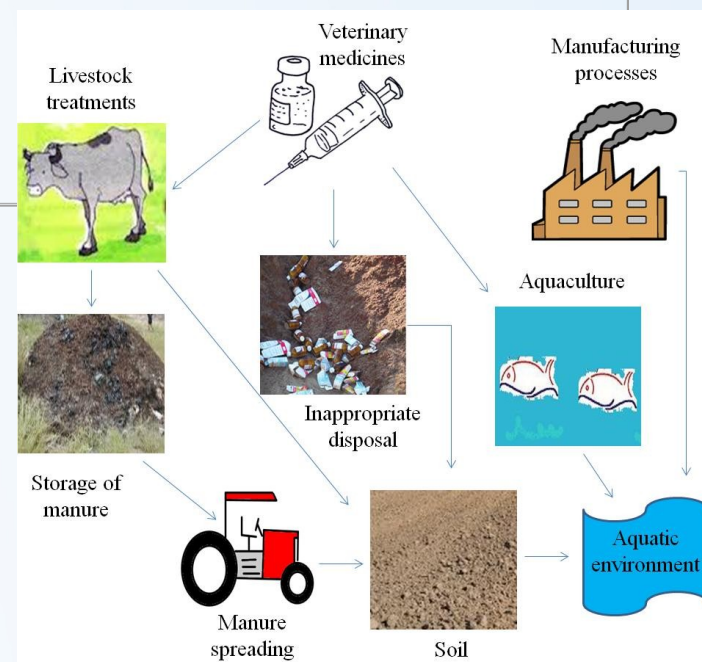 Veterinary
medicines
Manufacturing
processes
Livestock
treatments
Aquaculture
Inappropriate
disposal
Storage of
manure
Aquatic
environment
Manure
spreading
Soil